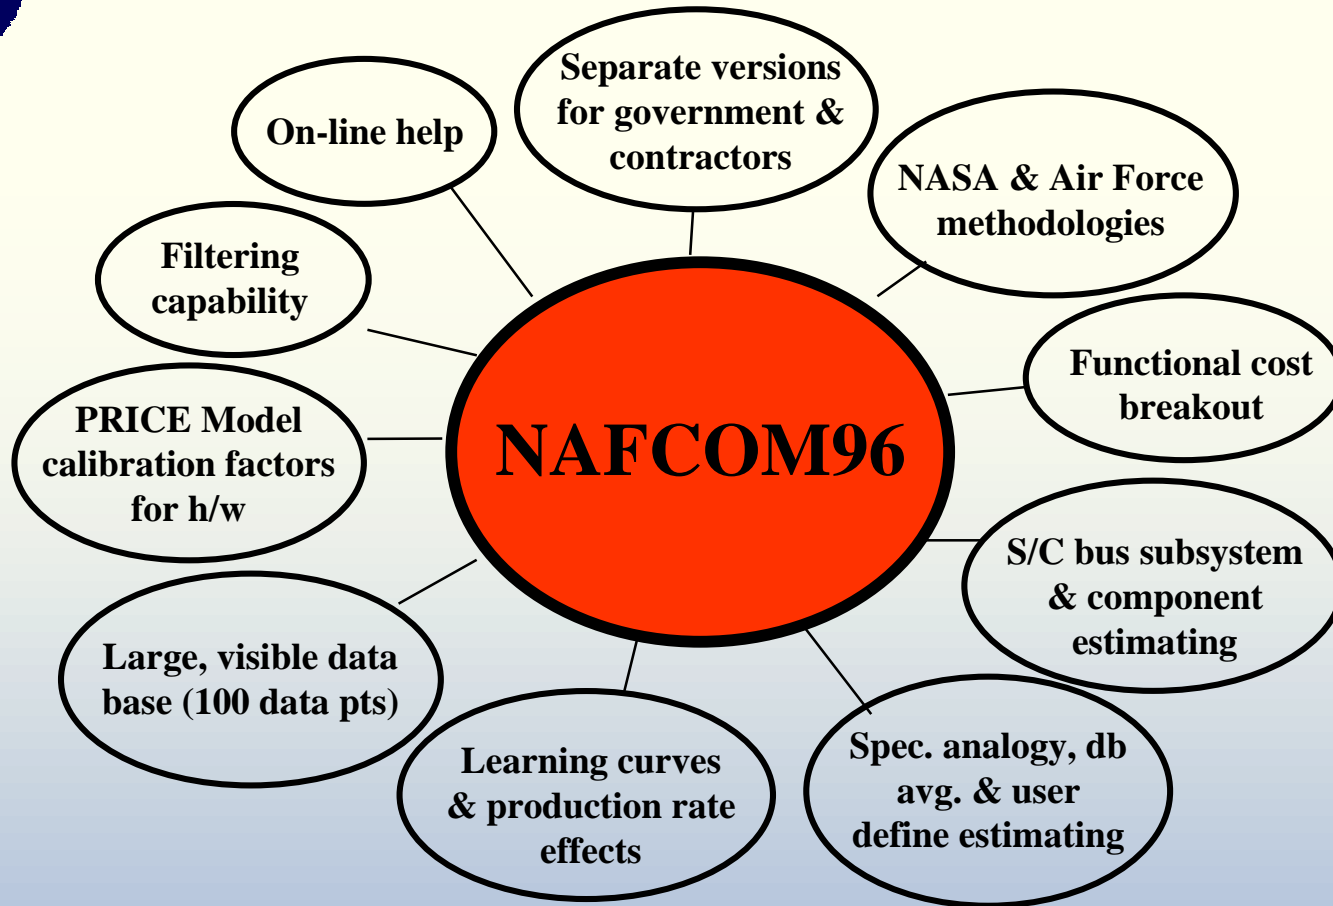 Separate versions
for government &
contractors
On-line help
NASA & Air Force
methodologies
Filtering
capability
Functional cost
breakout
PRICE Model
calibration factors
for h/w
NAFCOM96
S/C bus subsystem
& component
estimating
Large, visible data
base (100 data pts)
Learning curves
& production rate
effects
Spec. analogy, db
avg. & user
define estimating